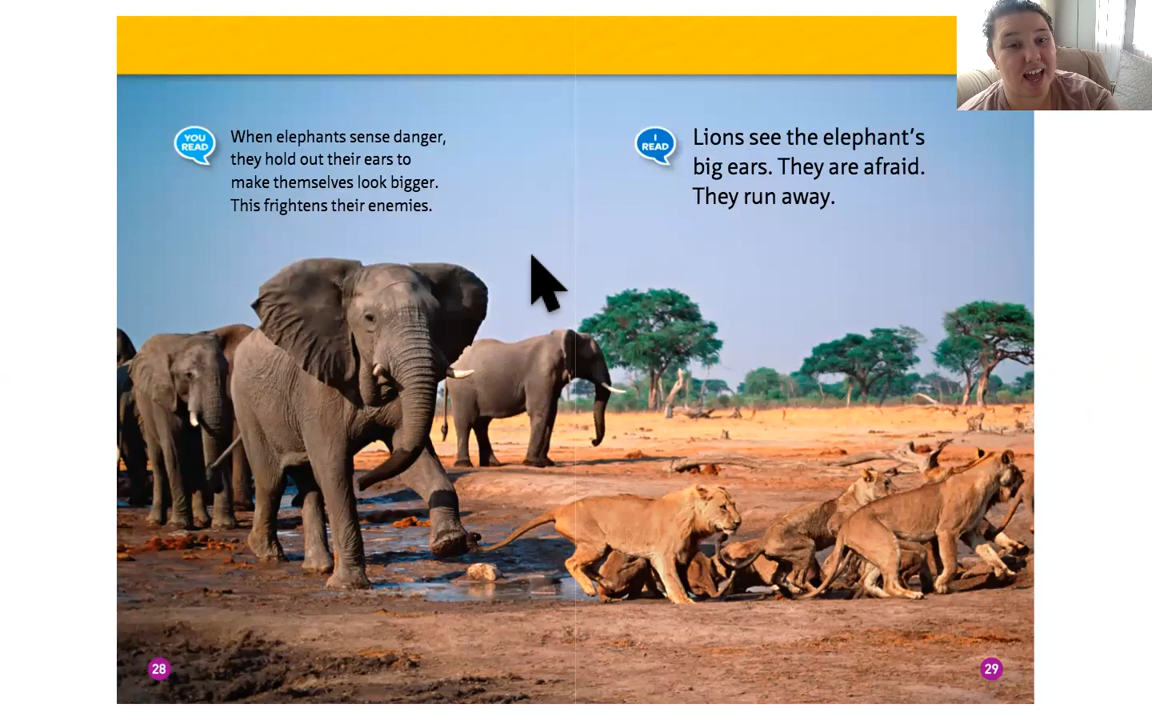 YOU
READ
When elephants sense danger,
they hold out their ears to
make themselves look bigger.
This frightens their enemies.
I
READ
Lions see the elephant's
big ears. They are afraid.
They run away.
28
29